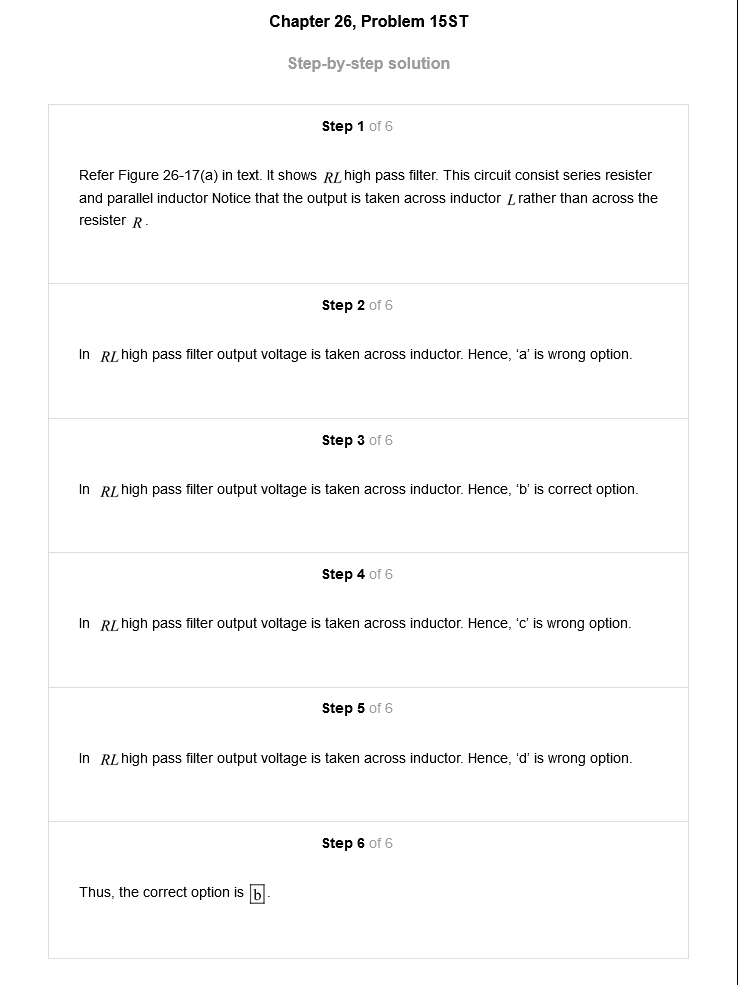 Chapter 26, Problem 15ST
Step-by-step solution
Step 1 of 6
Refer Figure 26-17(a) in text. It shows RL high pass filter. This circuit consist series resister
and parallel inductor Notice that the output is taken across inductor L rather than across the
resister R.
Step 2 of 6
In RL high pass filter output voltage is taken across inductor. Hence, ‘a’ is wrong option.
Step 3 of 6
In RL high pass filter output voltage is taken across inductor. Hence, ‘b’ is correct option.
Step 4 of 6
In RL high pass filter output voltage is taken across inductor. Hence, ‘c’ is wrong option.
Step 5 of 6
In RL high pass filter output voltage is taken across inductor. Hence, ‘d’ is wrong option.
Step 6 of 6
Thus, the correct option is b.